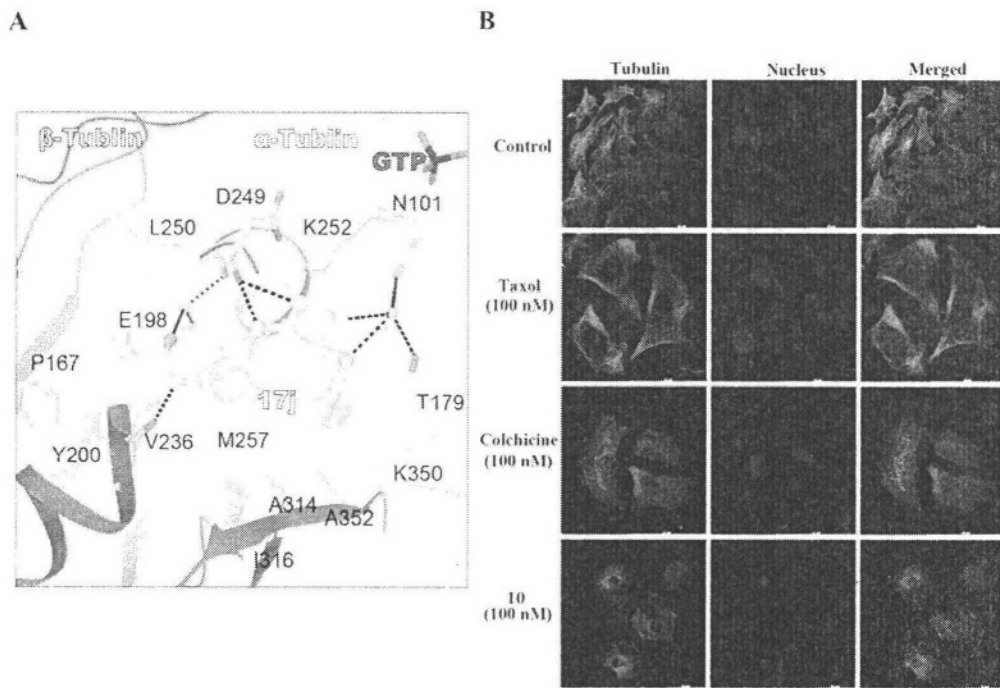 A
β-Tublin
α-Tublin
GTP
D249
N101
L250
K252
E198
P167
17j
T179
Y200
V236
M257
K350
A314
A352
I316
B
Tubulin
Nucleus
Merged
Control
Taxol
(100 nM)
Colchicine
(100 nM)
10
(100 nM)